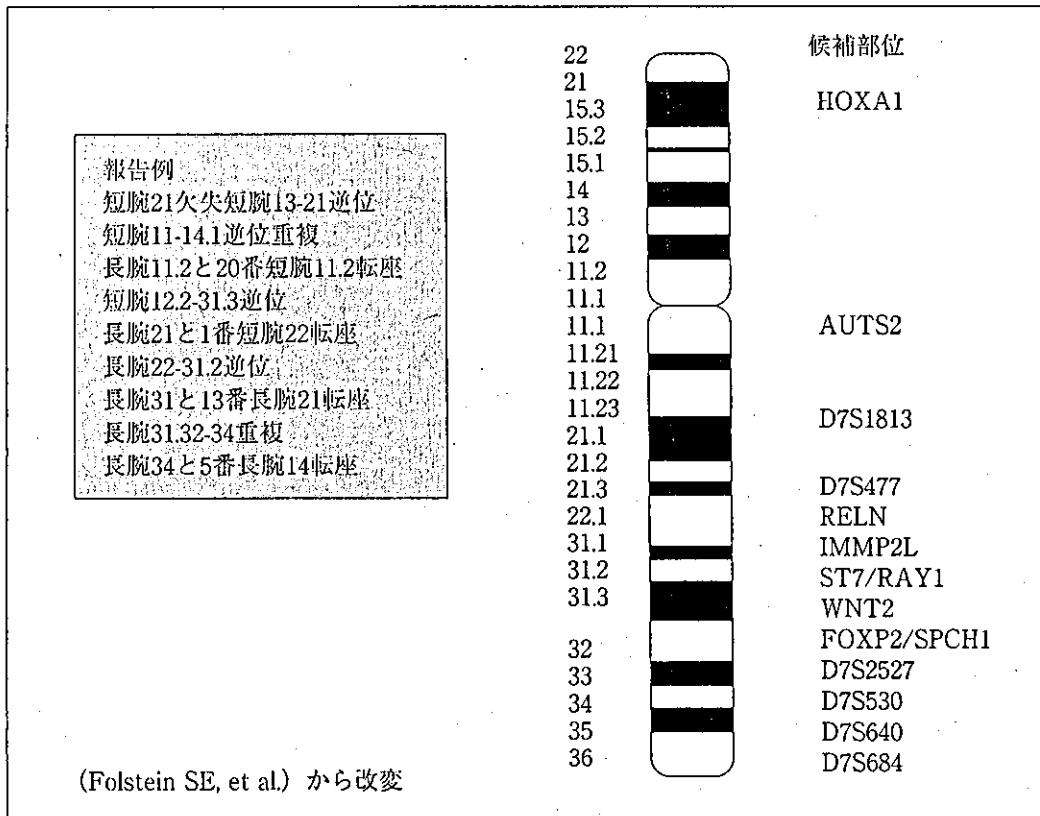 報告例
短腕21欠失短腕13-21逆位
短腕11-14.1逆位重複
長腕11.2と20番短腕11.2転座
短腕12.2-31.3逆位
長腕21と1番短腕22転座
長腕22-31.2逆位
長腕31と13番長腕21転座
長腕31.32-34重複
長腕34と5番長腕14転座
(Folstein SE, et al.) から改変
22
21
15.3
15.2
15.1
14
13
12
11.2
11.1
11.1
11.21
11.22
11.23
21.1
21.2
21.3
22.1
31.1
31.2
31.3
32
33
34
35
36
候補部位
HOXA1
AUTS2
D7S1813
D7S477
RELN
IMMP2L
ST7/RAY1
WNT2
FOXP2/SPCH1
D7S2527
D7S530
D7S640
D7S684